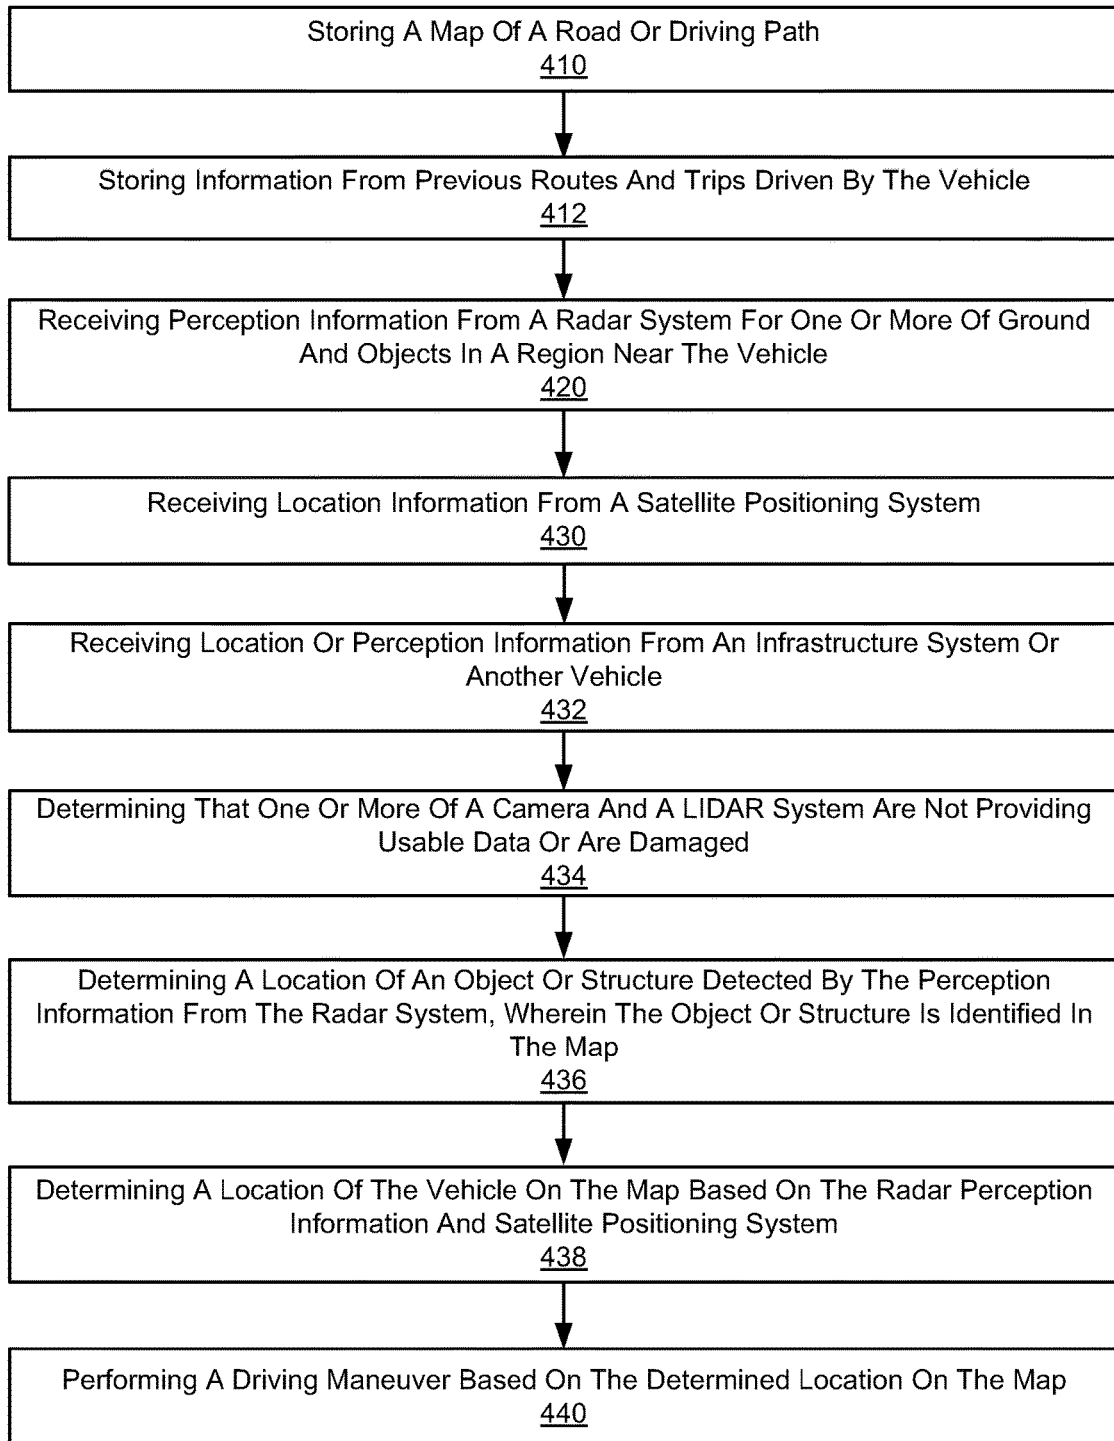 Storing A Map Of A Road Or Driving Path
410
Storing Information From Previous Routes And Trips Driven By The Vehicle
412
Receiving Perception Information From A Radar System For One Or More Of Ground
And Objects In A Region Near The Vehicle
420
Receiving Location Information From A Satellite Positioning System
430
Receiving Location Or Perception Information From An Infrastructure System Or
Another Vehicle
432
Determining That One Or More Of A Camera And A LIDAR System Are Not Providing
Usable Data Or Are Damaged
434
Determining A Location Of An Object Or Structure Detected By The Perception
Information From The Radar System, Wherein The Object Or Structure Is Identified In
The Map
436
Determining A Location Of The Vehicle On The Map Based On The Radar Perception
Information And Satellite Positioning System
438
Performing A Driving Maneuver Based On The Determined Location On The Map
440